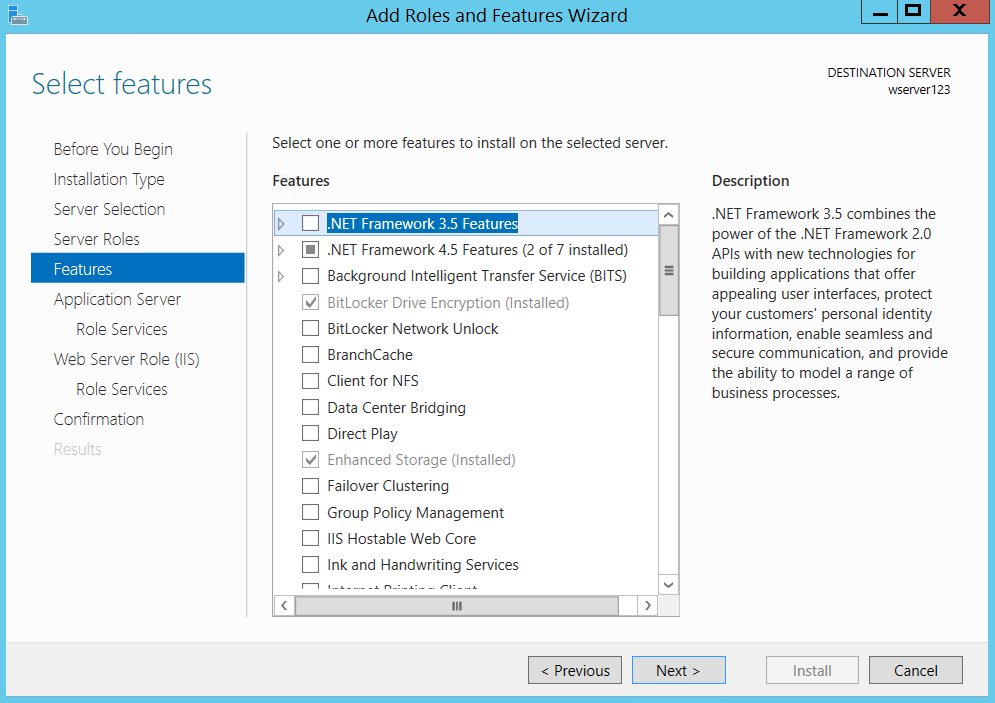 Add Roles and Features Wizard
X
Select features
DESTINATION SERVER
wserver123
Before You Begin
Installation Type
Server Selection
Server Roles
Features
Application Server
Role Services
Web Server Role (IIS)
Role Services
Confirmation
Results
Select one or more features to install on the selected server.
Features
.NET Framework 3.5 Features
.NET Framework 4.5 Features (2 of 7 installed)
Background Intelligent Transfer Service (BITS)
BitLocker Drive Encryption (Installed)
BitLocker Network Unlock
BranchCache
Client for NFS
Data Center Bridging
Direct Play
Enhanced Storage (Installed)
Failover Clustering
Group Policy Management
IIS Hostable Web Core
Ink and Handwriting Services
Internet Printing Client
Description
.NET Framework 3.5 combines the
power of the .NET Framework 2.0
APIs with new technologies for
building applications that offer
appealing user interfaces, protect
your customers' personal identity
information, enable seamless and
secure communication, and provide
the ability to model a range of
business processes.
< Previous
Next >
Install
Cancel